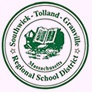 Southwick · Tolland · Granville
Regional School District
Massachusetts